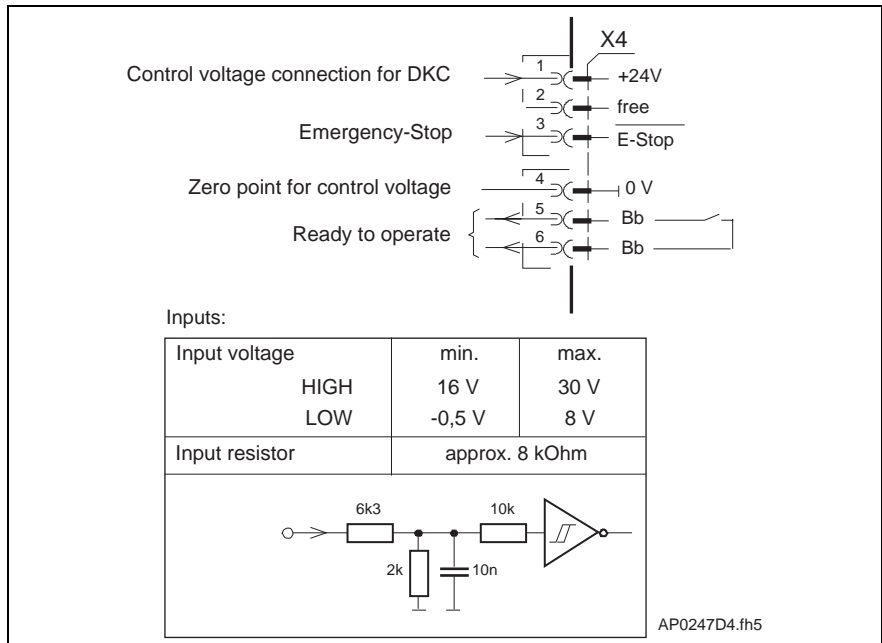 X4
Control voltage connection for DKC 1 +24V
2 free
Emergency-Stop 3 E-Stop
Zero point for control voltage 4 0 V
Ready to operate 5 Bb
6 Bb
Inputs:
Input voltage min. max.
HIGH 16 V 30 V
LOW -0,5 V 8 V
Input resistor approx. 8 kOhm
6k3 10k
2k 10n
AP0247D4.fh5